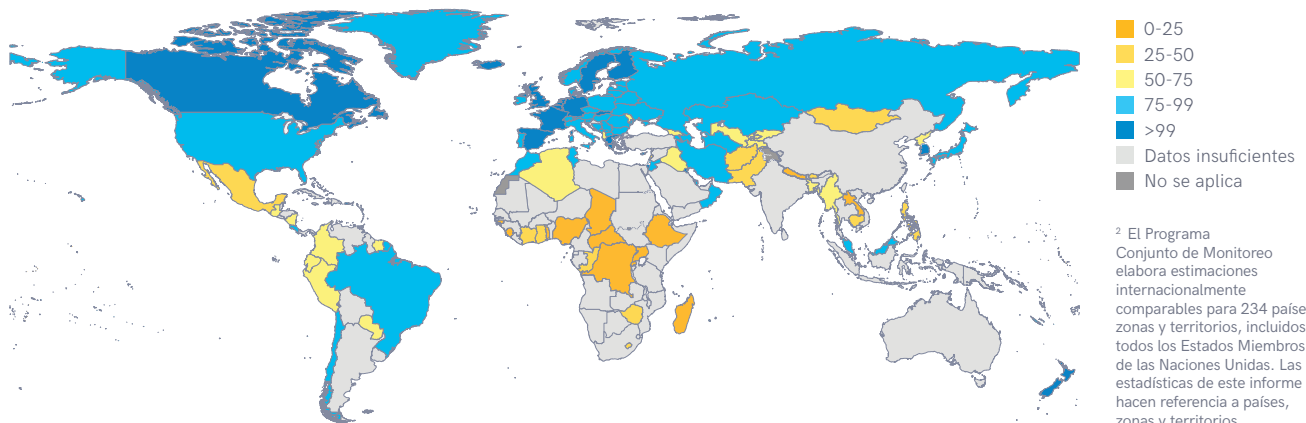 0-25
25-50
50-75
75-99
>99
Datos insuficientes
No se aplica
² El Programa
Conjunto de Monitoreo
elabora estimaciones
internacionalmente
comparables para 234 paíse
zonas y territorios, incluidos
todos los Estados Miembros
de las Naciones Unidas. Las
estadísticas de este informe
hacen referencia a países,
zonas y territorios